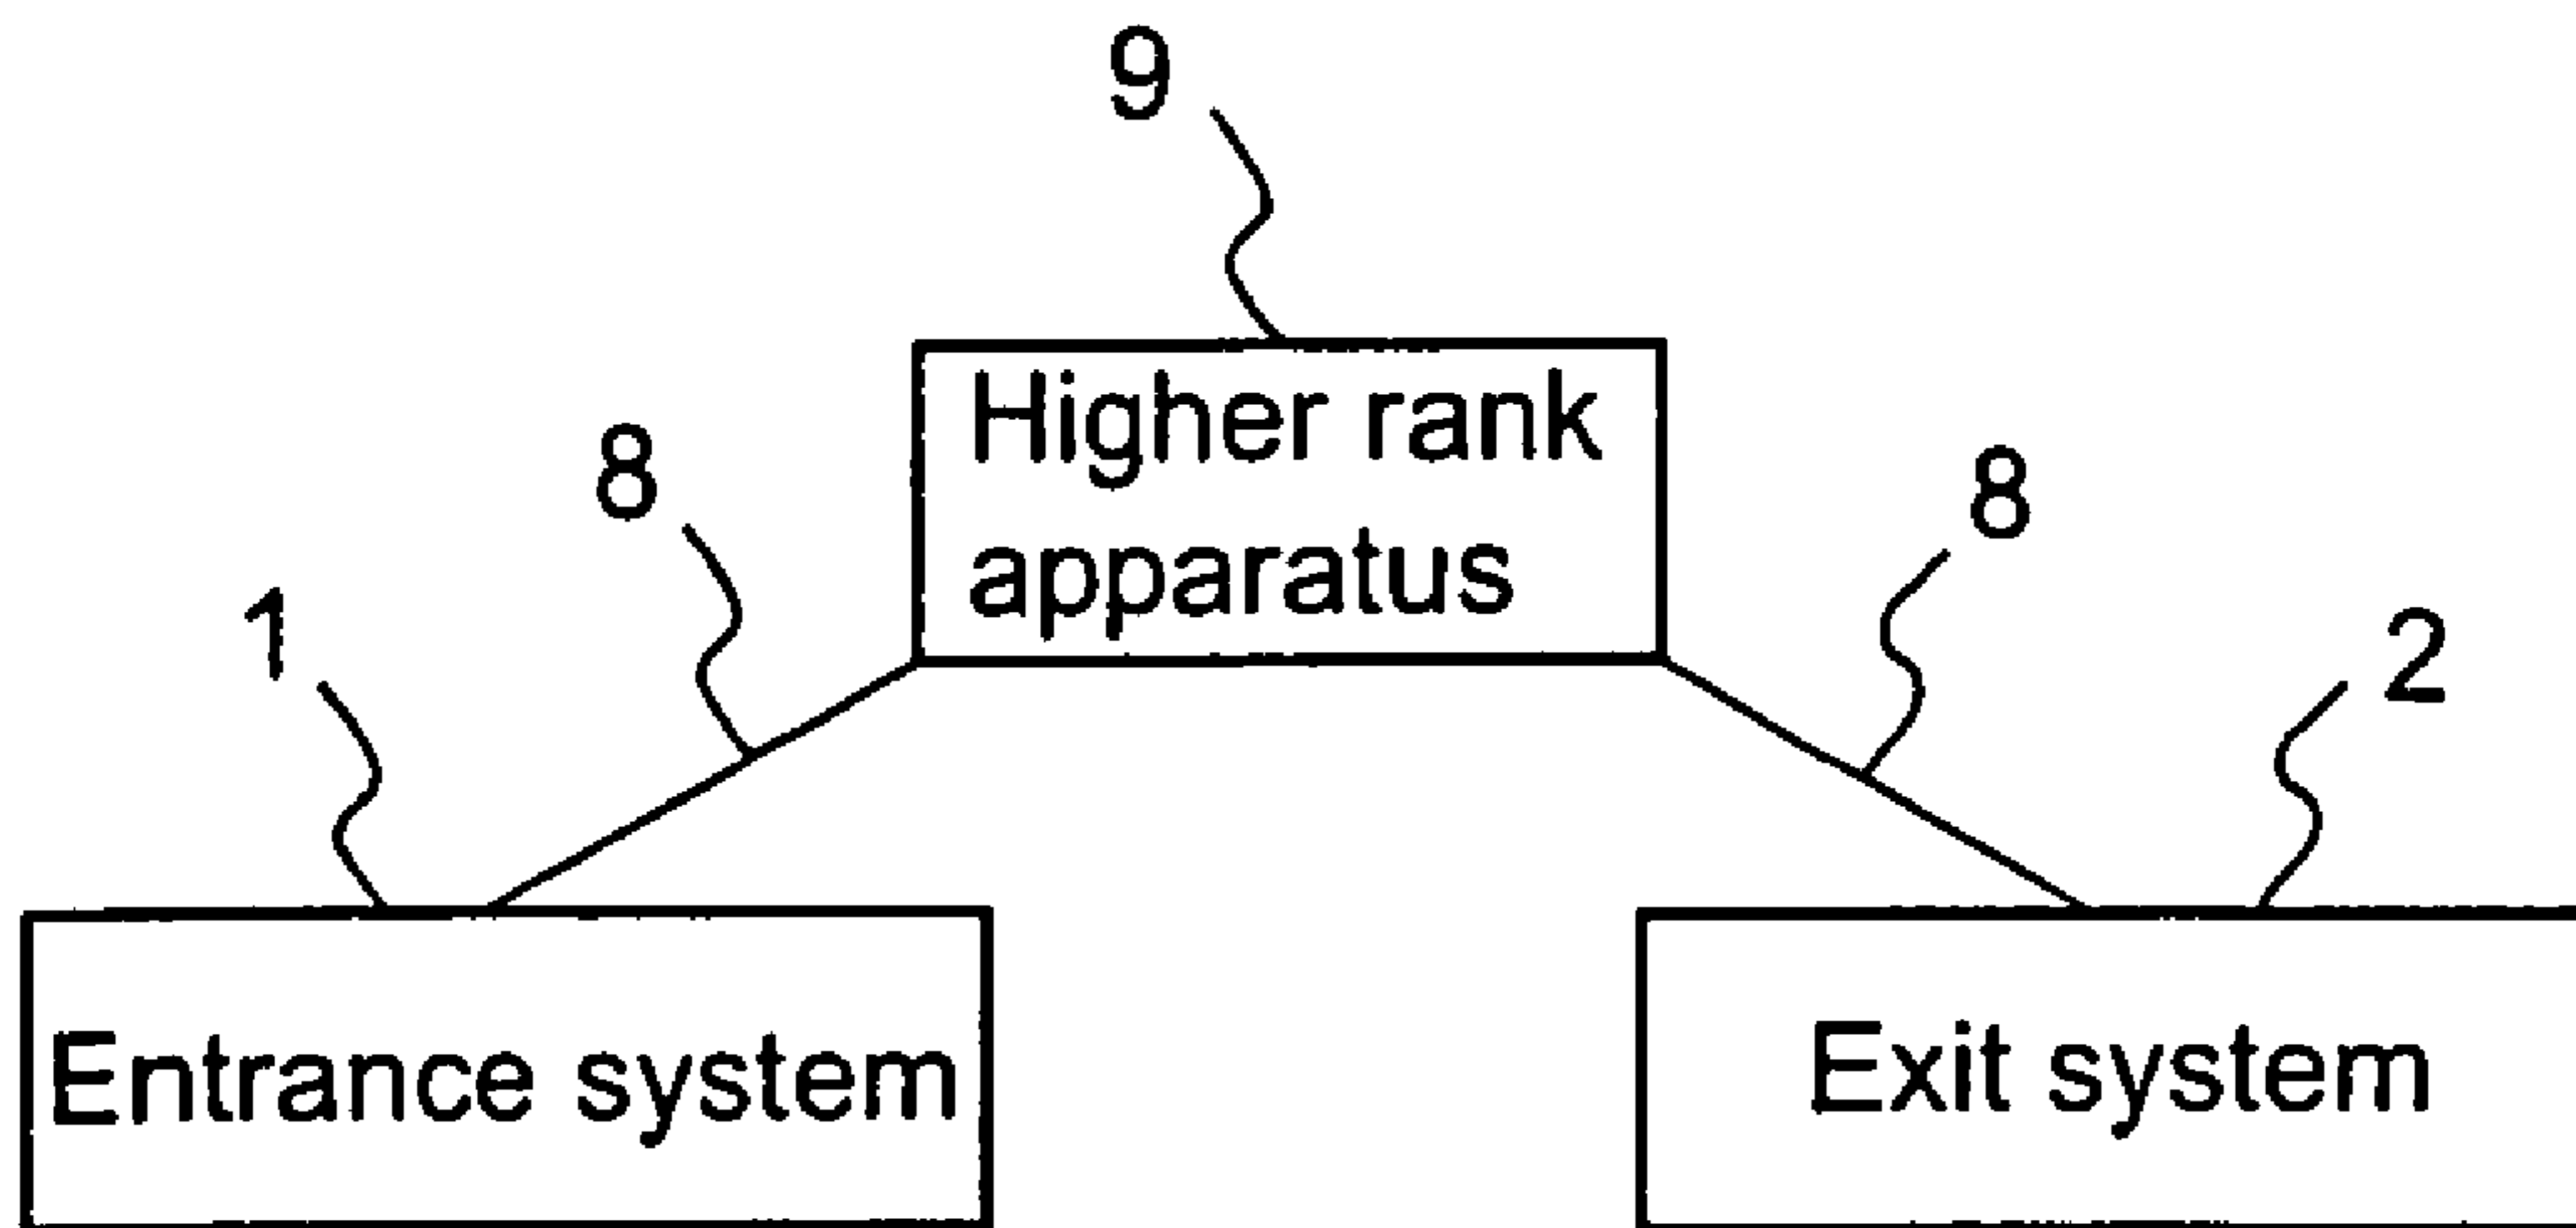 9
Higher rank
apparatus
8
8
1
2
Entrance system
Exit system